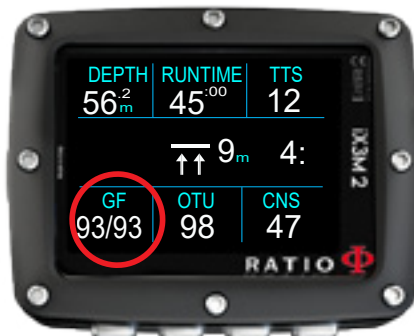 DEPTH RUNTIME TTS
56.2m 45:00 12
9m 4:
GF OTU CNS
93/93 98 47
iX3M 2
RATIO